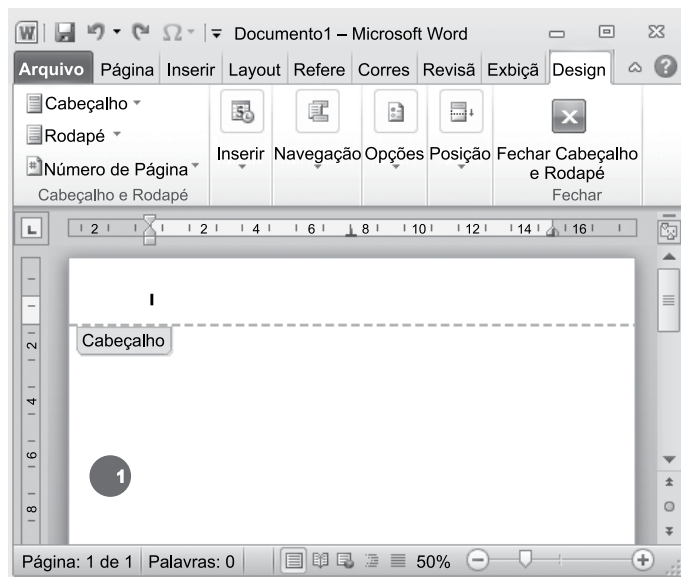 Documento1 – Microsoft Word
Arquivo Página Inserir Layout Refere Corres Revisã Exbiçã Design
Cabeçalho
Rodapé
Número de Página
Inserir Navegação Opções Posição Fechar Cabeçalho
e Rodapé
Cabeçalho e Rodapé Fechar
2 2 4 6 8 10 12 14 16
Cabeçalho
2
4
6
1
8
Página: 1 de 1 Palavras: 0 50%